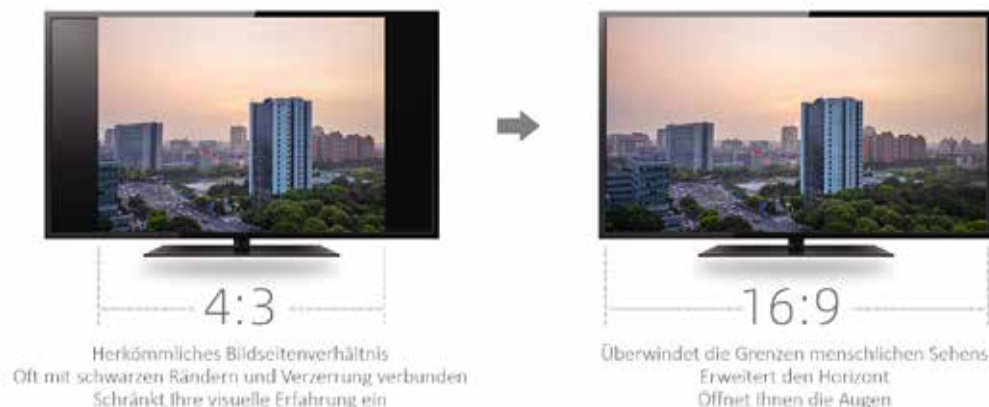 4:3
Herkömmliches Bildseitenverhältnis
Oft mit schwarzen Rändern und Verzerrung verbunden
Schränkt Ihre visuelle Erfahrung ein
16:9
Überwindet die Grenzen menschlichen Sehens
Erweitert den Horizont
Öffnet Ihnen die Augen